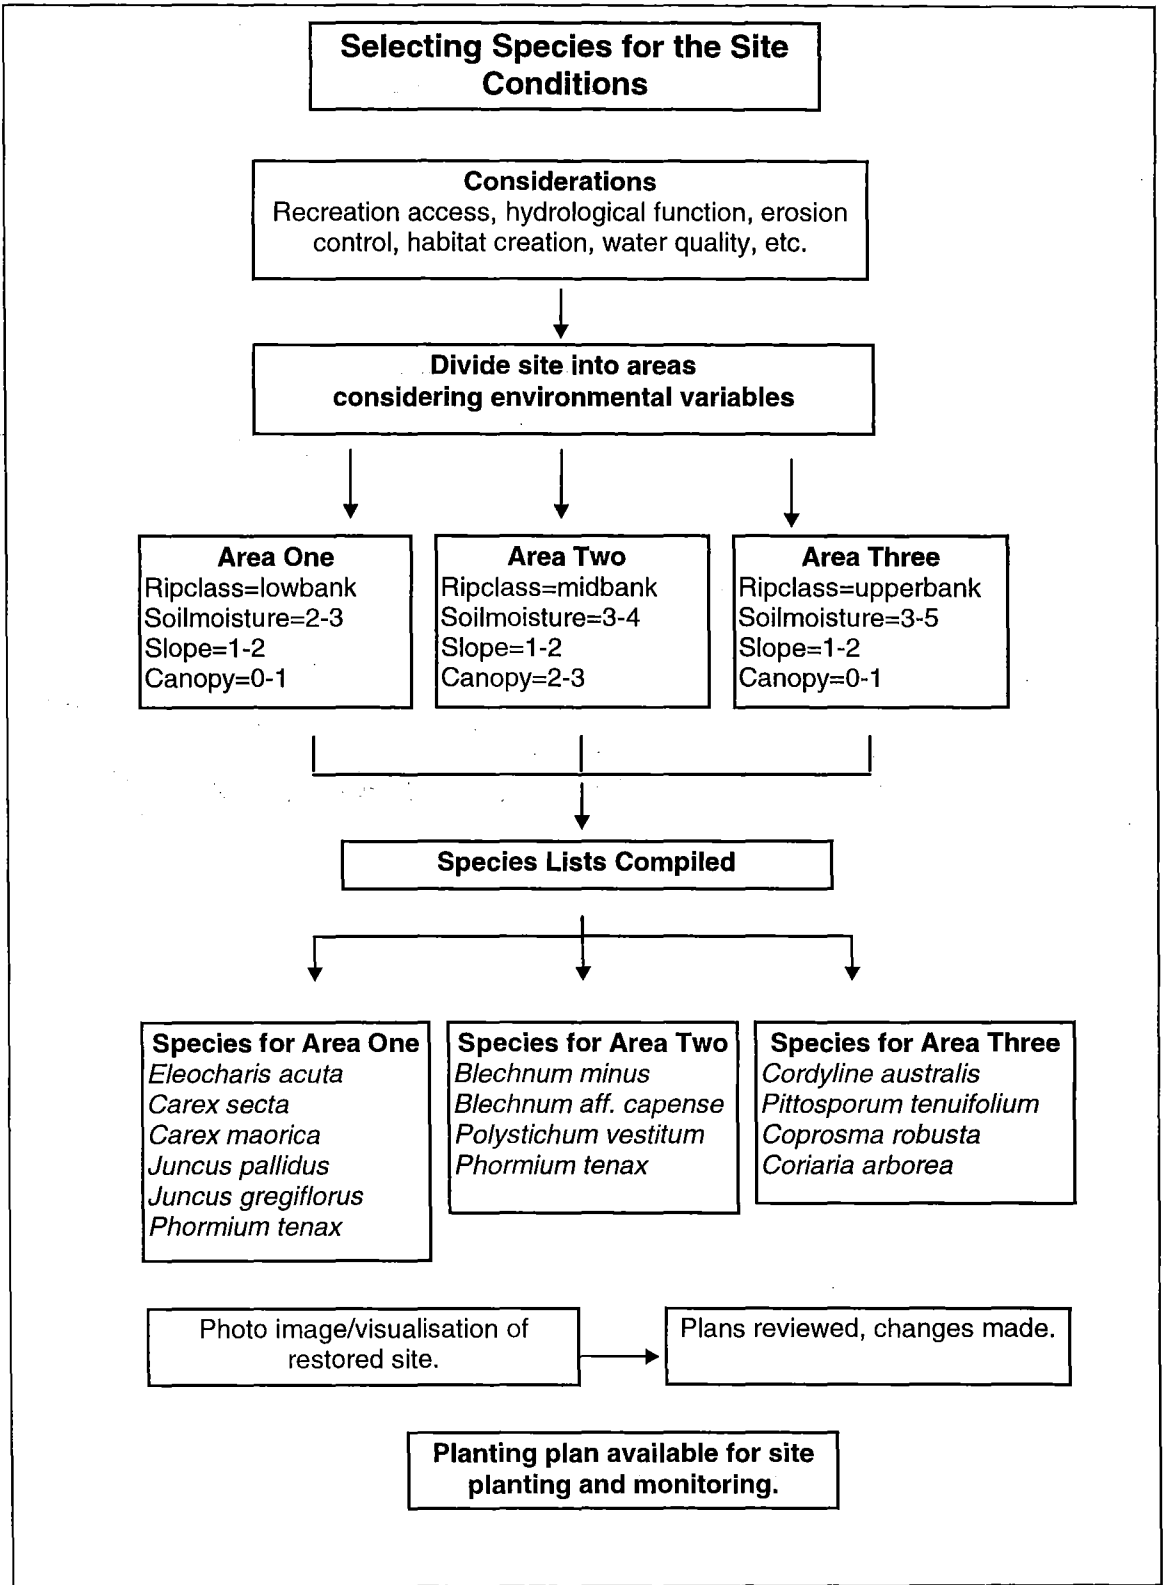 Selecting Species for the Site
Conditions
Considerations
Recreation access, hydrological function, erosion
control, habitat creation, water quality, etc.
Divide site into areas
considering environmental variables
Area One
Ripclass=lowbank
Soilmoisture=2-3
Slope=1-2
Canopy=0-1
Area Two
Ripclass=midbank
Soilmoisture=3-4
Slope=1-2
Canopy=2-3
Area Three
Ripclass=upperbank
Soilmoisture=3-5
Slope=1-2
Canopy=0-1
Species Lists Compiled
Species for Area One
Eleocharis acuta
Carex secta
Carex maorica
Juncus pallidus
Juncus gregiflorus
Phormium tenax
Species for Area Two
Blechnum minus
Blechnum aff. capense
Polystichum vestitum
Phormium tenax
Species for Area Three
Cordyline australis
Pittosporum tenuifolium
Coprosma robusta
Coriaria arborea
Photo image/visualisation of
restored site.
Plans reviewed, changes made.
Planting plan available for site
planting and monitoring.